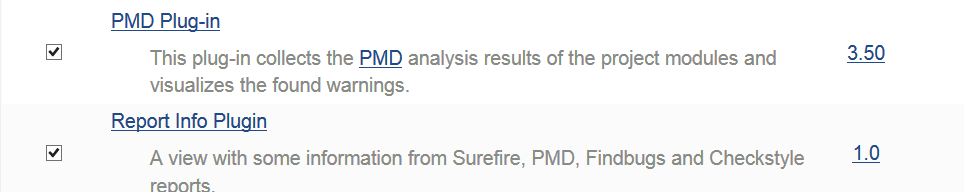 PMD Plug-in
This plug-in collects the PMD analysis results of the project modules and 3.50
visualizes the found warnings.
Report Info Plugin
A view with some information from Surefire, PMD, Findbugs and Checkstyle 1.0
reports.